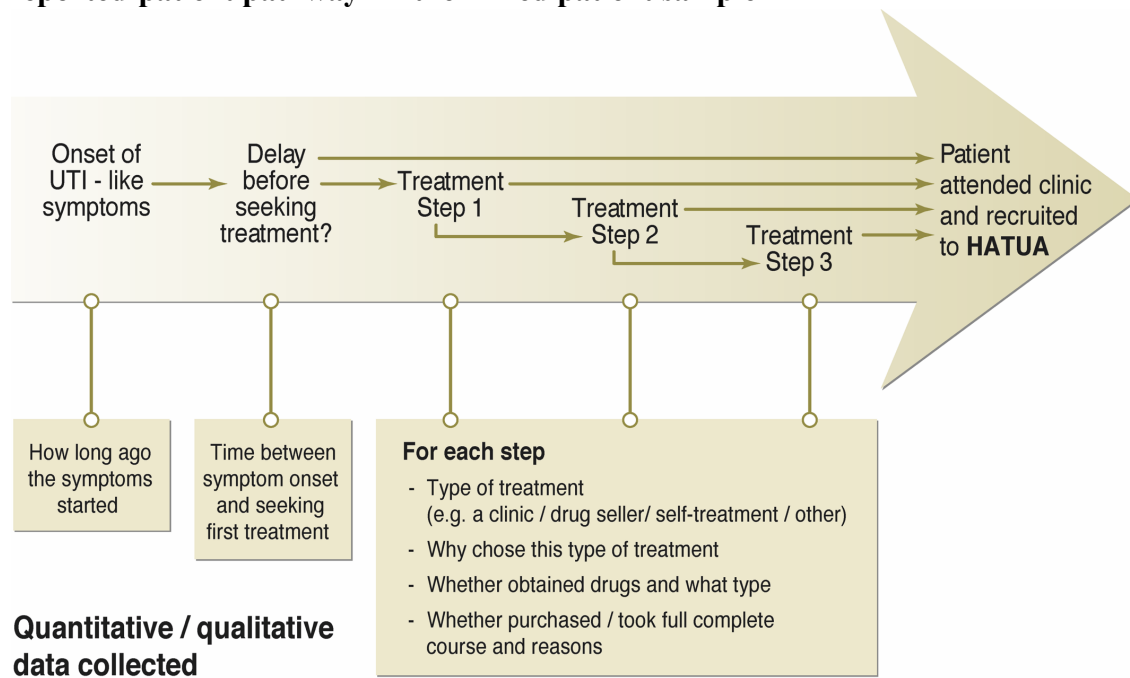 Onset of
UTI - like
symptoms
Delay
before
seeking
treatment?
Treatment
Step 1
Treatment
Step 2
Treatment
Step 3
Patient
attended clinic
and recruited
to HATUA
How long ago
the symptoms
started
Time between
symptom onset
and seeking
first treatment
For each step
- Type of treatment
(e.g. a clinic / drug seller/ self-treatment / other)
- Why chose this type of treatment
- Whether obtained drugs and what type
- Whether purchased / took full complete
course and reasons
Quantitative / qualitative
data collected